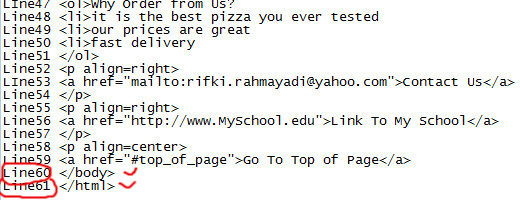 LIne47 <ol>Why Order from Us?
Line48 <li>it is the best pizza you ever tested
Line49 <li>our prices are great
Line50 <li>fast delivery
Line51 </ol>
Line52 <p align=right>
LIne53 <a href="mailto:rifki.rahmayadi@yahoo.com">Contact Us</a>
Line54 </p>
Line55 <p align=right>
Line56 <a href="http://www.MySchool.edu">Link To My School</a>
Line57 </p>
Line58 <p align=center>
Line59 <a href="#top_of_page">Go To Top of Page</a>
Line60 </body>
Line61 </html>